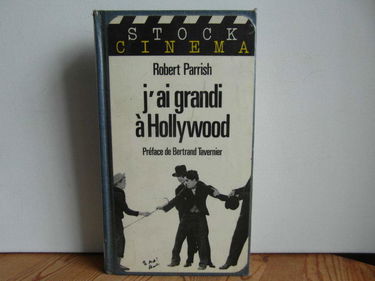 STOCK
CINEMA
Robert Parrish
j'ai grandi
à Hollywood
Préface de Bertrand Tavernier